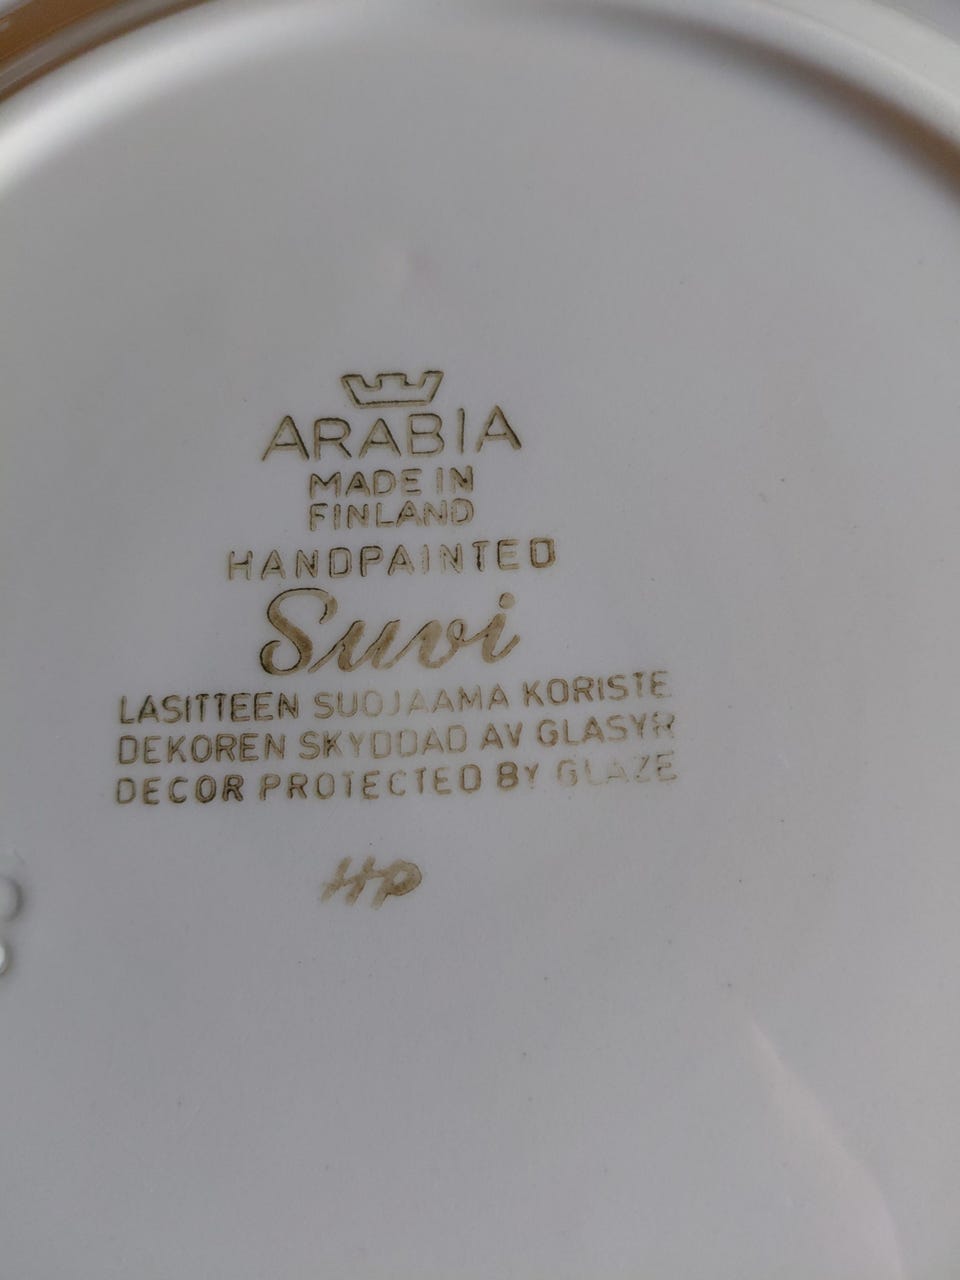 ARABIA
MADE IN
FINLAND
HANDPAINTED
Suvi
LASITTEEN SUOJAAMA KORISTE
DEKOREN SKYDDAD AV GLASYR
DECOR PROTECTED BY GLAZE
HP